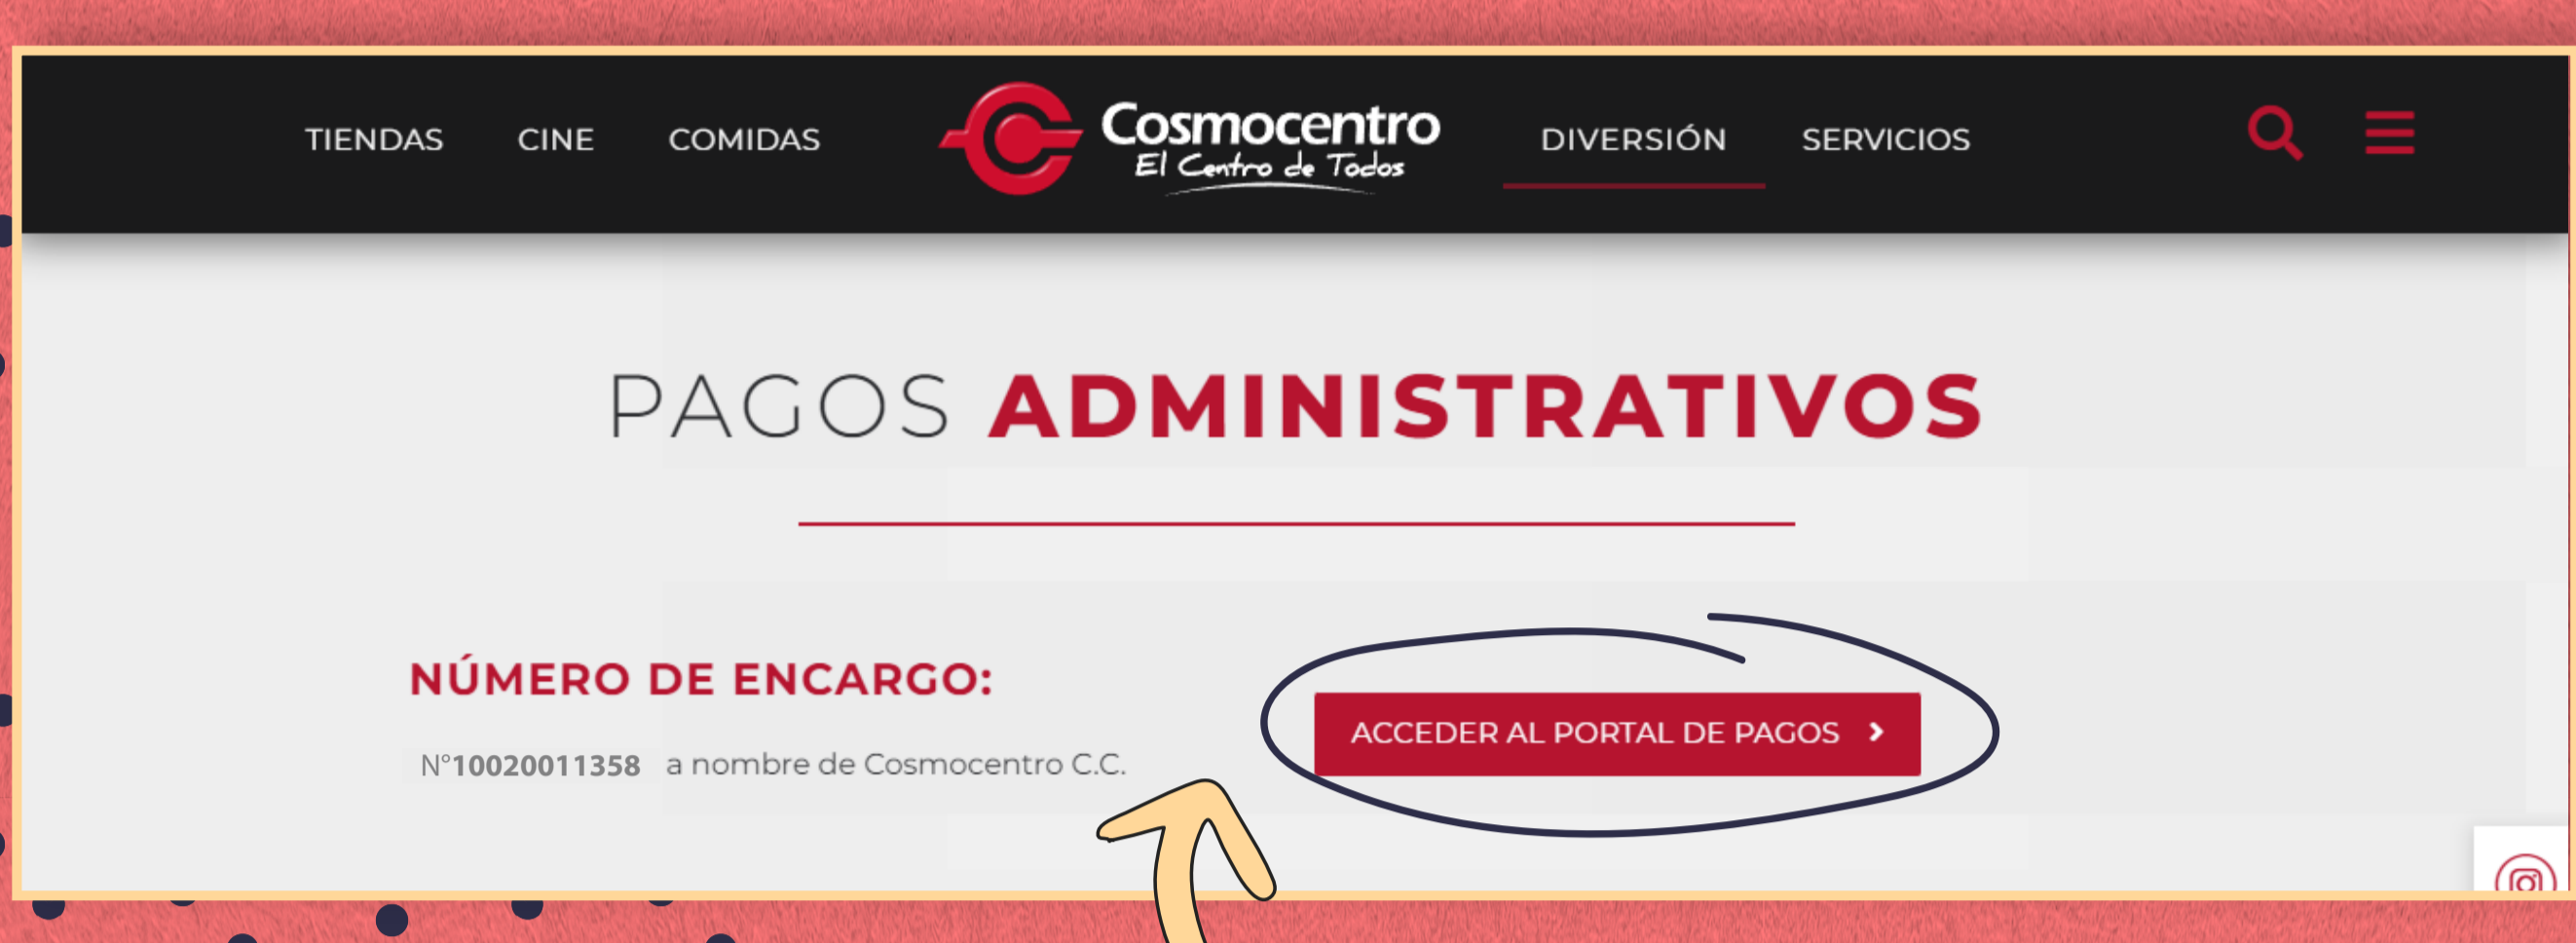 TIENDAS CINE COMIDAS Cosmocentro DIVERSIÓN SERVICIOS
El Centro de Todos
PAGOS ADMINISTRATIVOS
NÚMERO DE ENCARGO:
N°10020011358 a nombre de Cosmocentro C.C.
ACCEDER AL PORTAL DE PAGOS